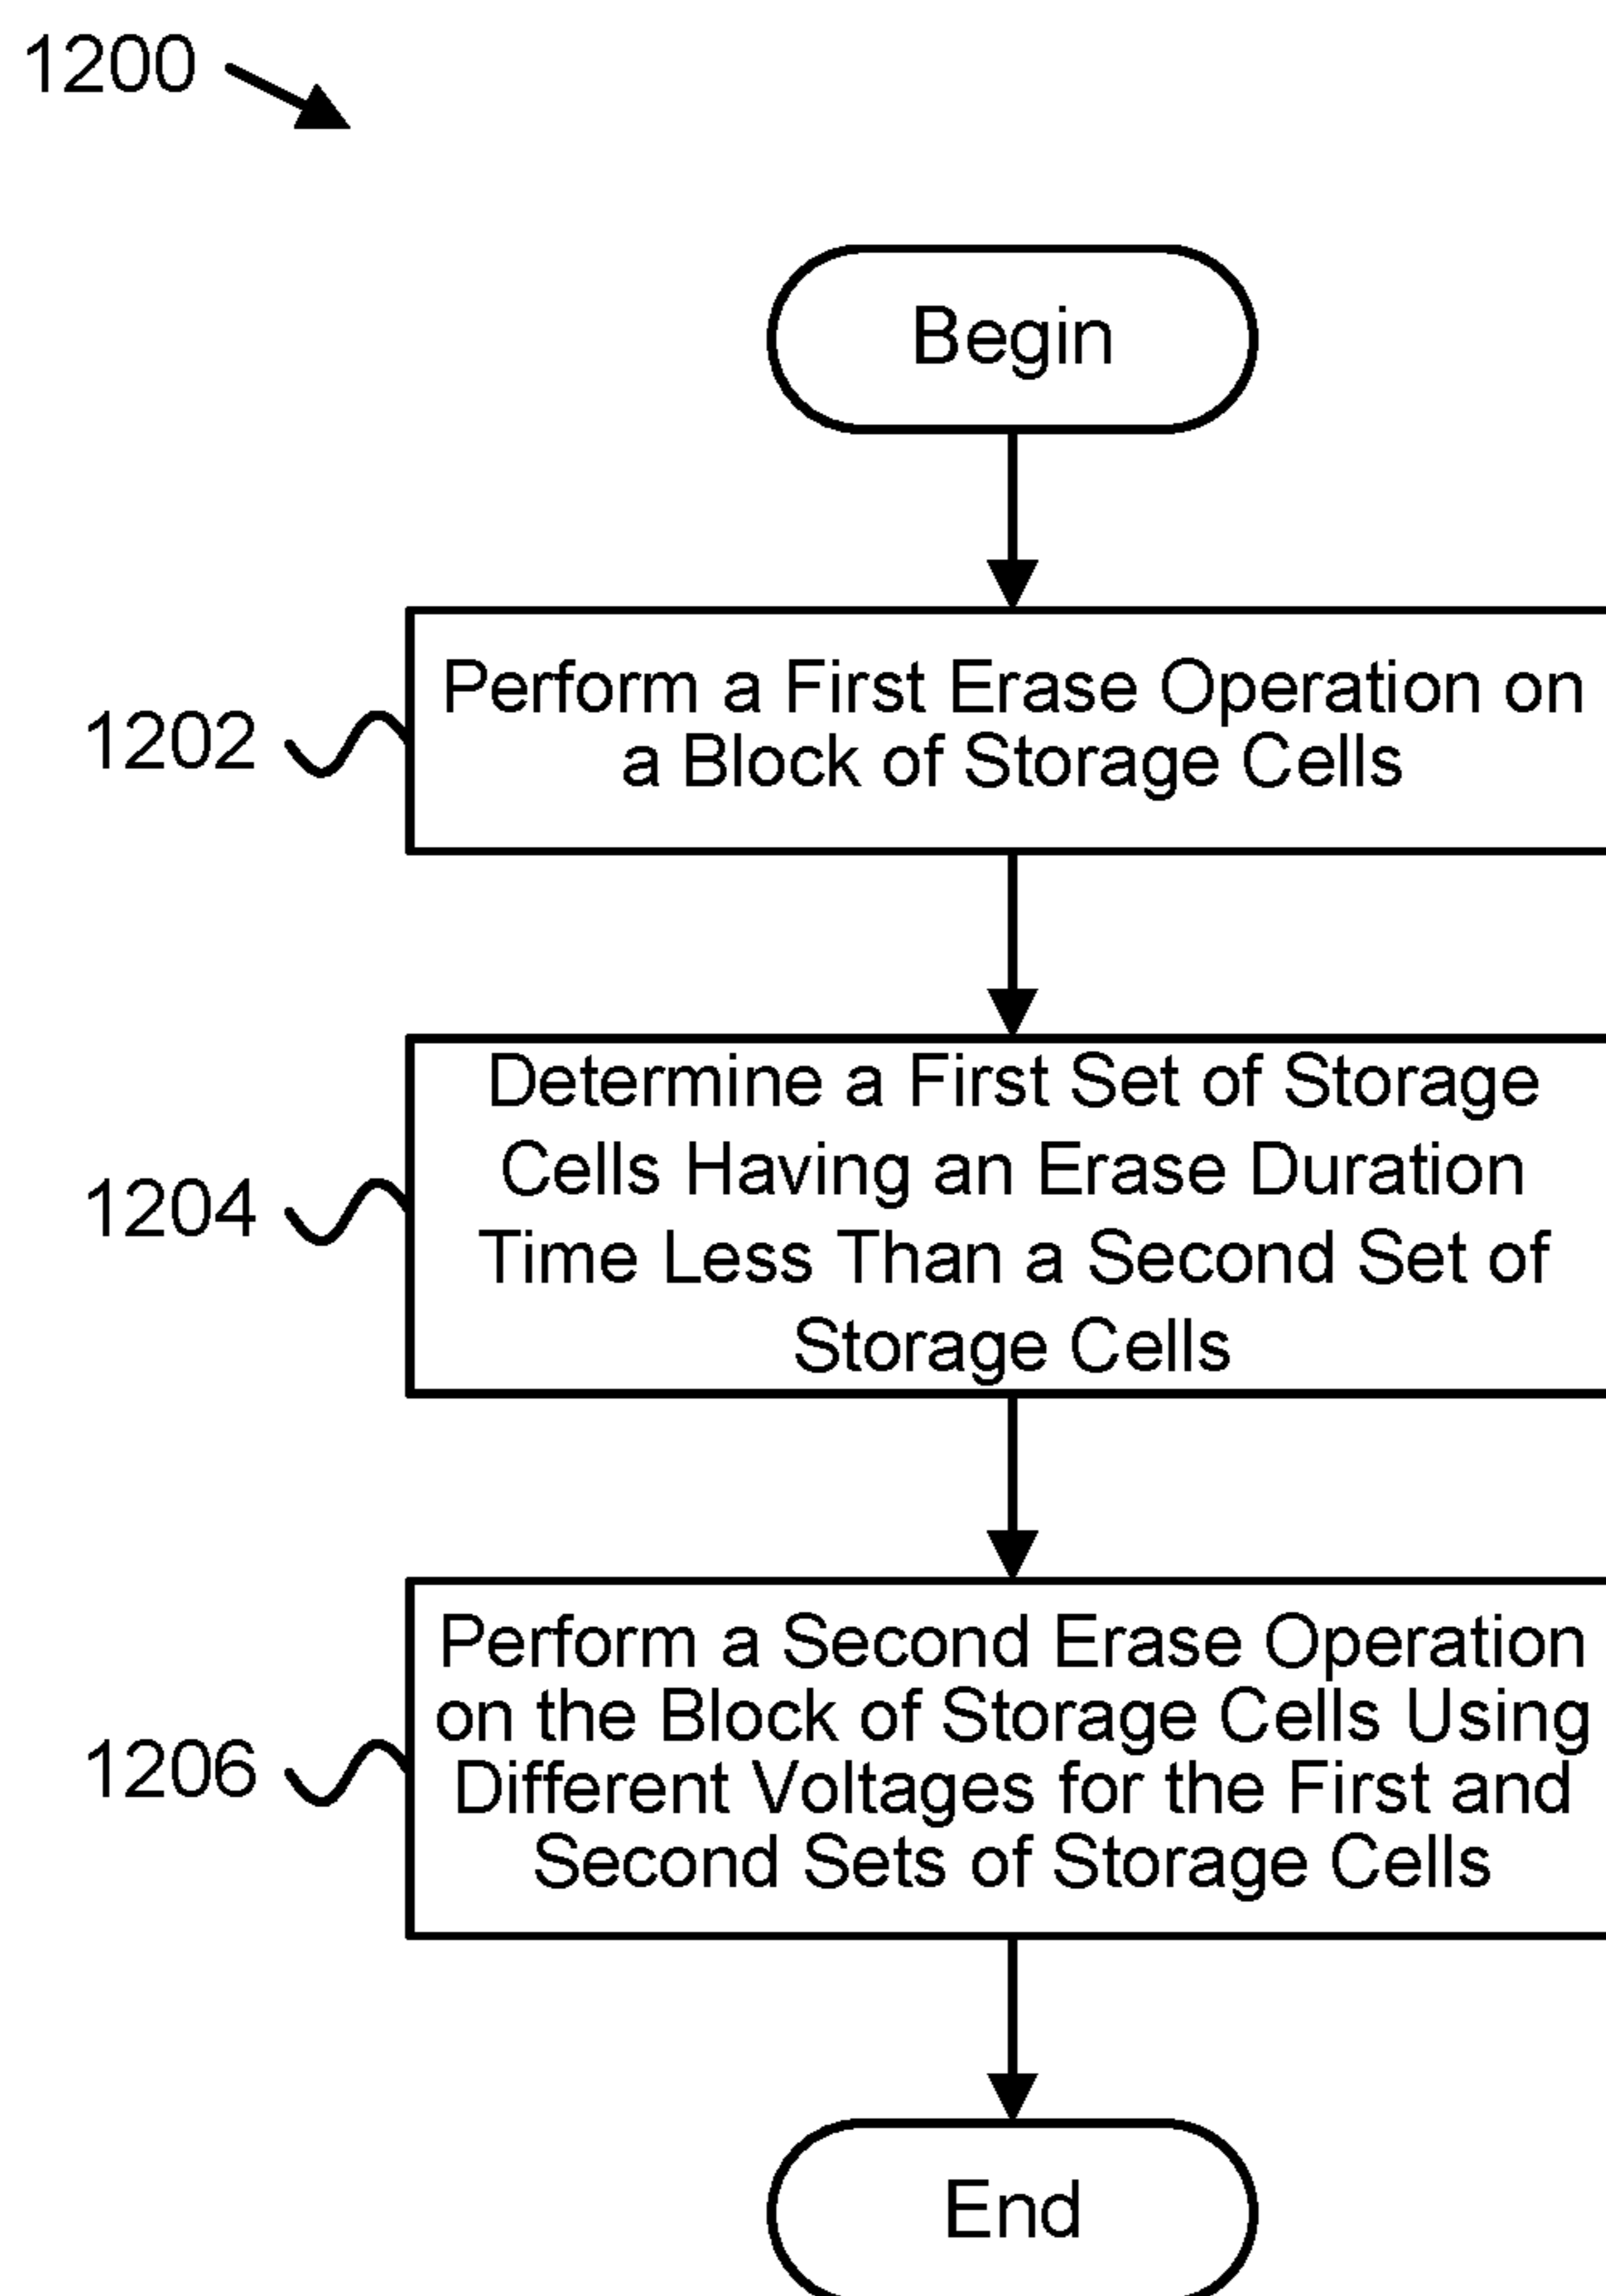 1200
Begin
1202
Perform a First Erase Operation on
a Block of Storage Cells
1204
Determine a First Set of Storage
Cells Having an Erase Duration
Time Less Than a Second Set of
Storage Cells
1206
Perform a Second Erase Operation
on the Block of Storage Cells Using
Different Voltages for the First and
Second Sets of Storage Cells
End